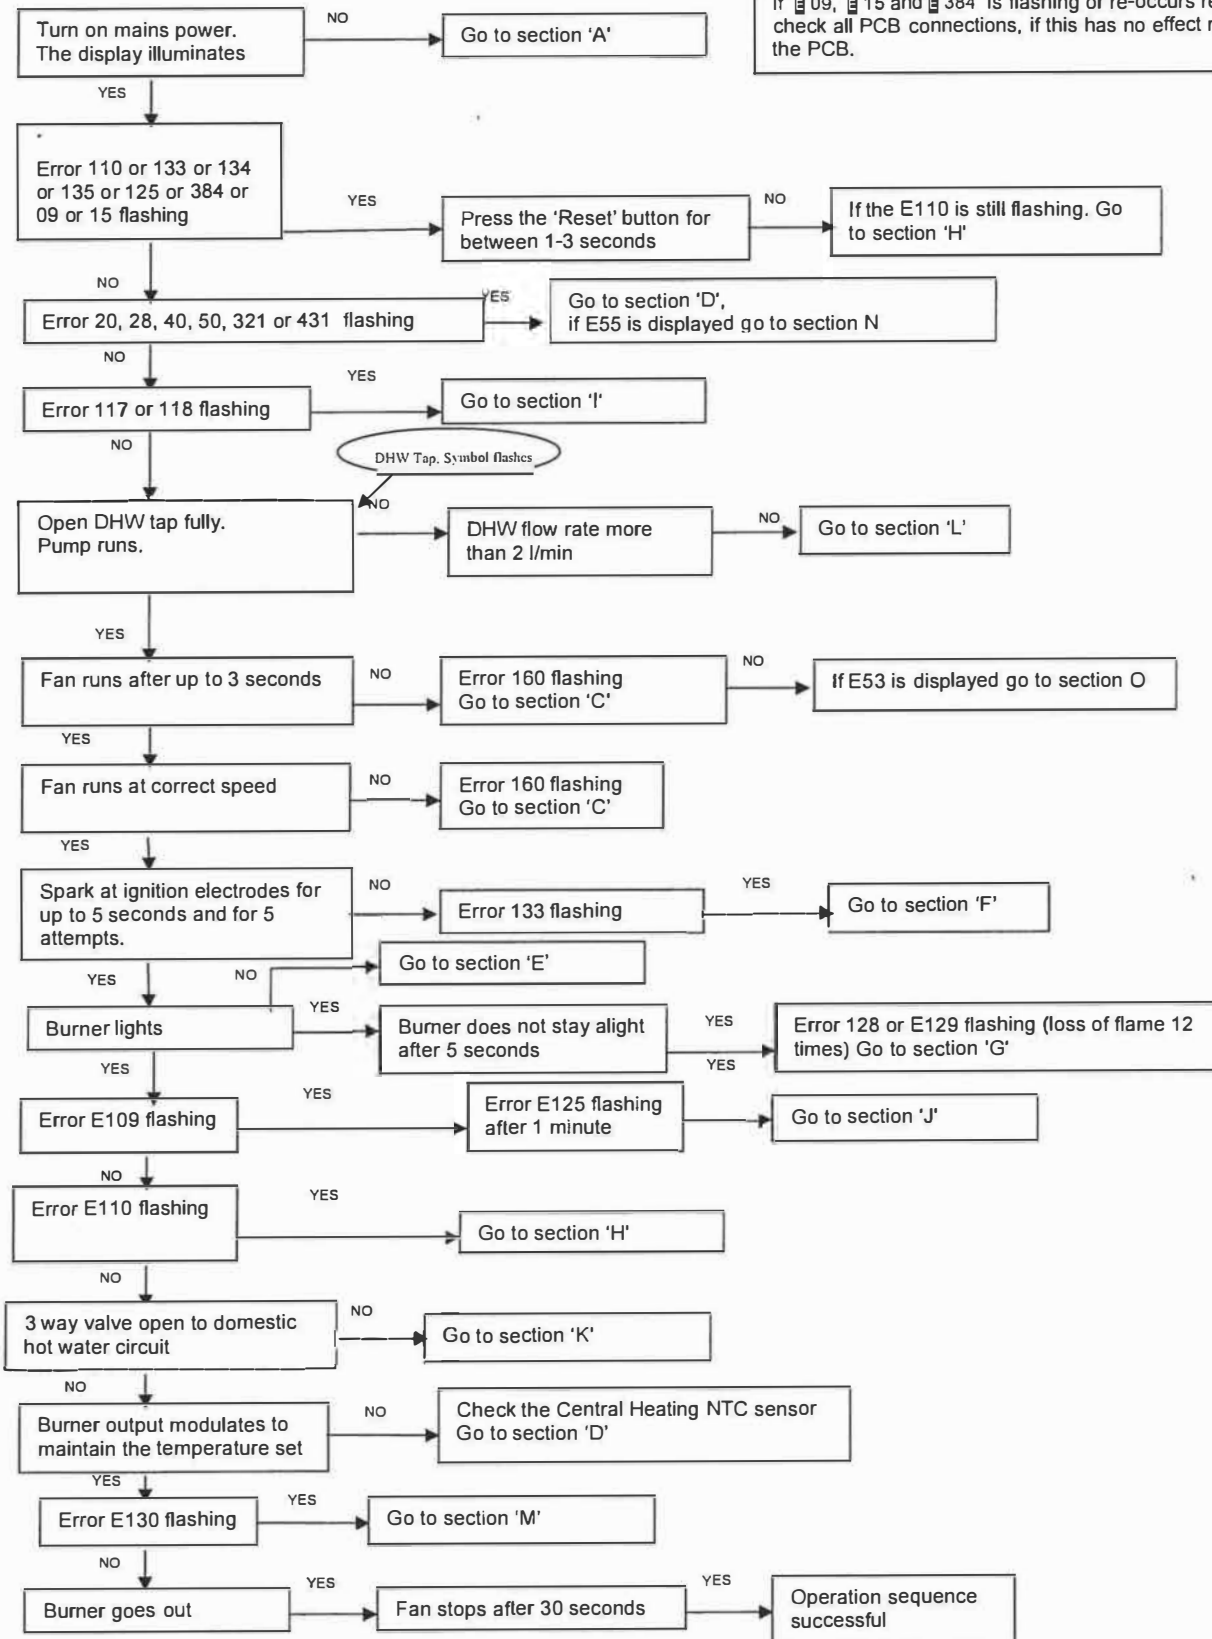 If E 09, E 15 and E 384 is flashing or re-occurs
check all PCB connections, if this has no effect
the PCB.
Turn on mains power.
The display illuminates
NO
Go to section 'A'
YES
Error 110 or 133 or 134
or 135 or 125 or 384 or
09 or 15 flashing
YES
Press the 'Reset' button for
between 1-3 seconds
NO
If the E110 is still flashing. Go
to section 'H'
NO
Error 20, 28, 40, 50, 321 or 431 flashing
YES
Go to section 'D',
if E55 is displayed go to section N
NO
Error 117 or 118 flashing
YES
Go to section 'I'
NO
DHW Tap. Symbol flashes
Open DHW tap fully.
Pump runs.
NO
DHW flow rate more
than 2 l/min
NO
Go to section 'L'
YES
Fan runs after up to 3 seconds
NO
Error 160 flashing
Go to section 'C'
NO
If E53 is displayed go to section O
YES
Fan runs at correct speed
NO
Error 160 flashing
Go to section 'C'
YES
Spark at ignition electrodes for
up to 5 seconds and for 5
attempts.
NO
Error 133 flashing
YES
Go to section 'F'
YES
NO
Go to section 'E'
Burner lights
YES
Burner does not stay alight
after 5 seconds
YES
YES
Error 128 or E129 flashing (loss of flame 12
times) Go to section 'G'
YES
Error E109 flashing
YES
Error E125 flashing
after 1 minute
Go to section 'J'
NO
Error E110 flashing
YES
Go to section 'H'
NO
3 way valve open to domestic
hot water circuit
NO
Go to section 'K'
NO
Burner output modulates to
maintain the temperature set
NO
Check the Central Heating NTC sensor
Go to section 'D'
YES
Error E130 flashing
YES
Go to section 'M'
NO
Burner goes out
YES
Fan stops after 30 seconds
YES
Operation sequence
successful